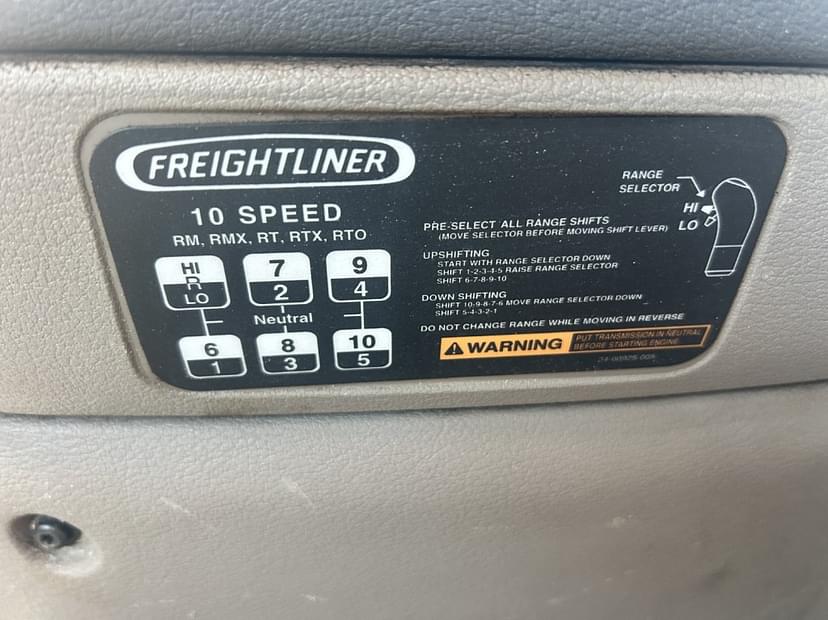 FREIGHTLINER
10 SPEED
RM, RMX, RT, RTX, RTO
HI
R
LO
7
2
9
4
Neutral
6
1
8
3
10
5
RANGE
SELECTOR
HI
LO
PRE-SELECT ALL RANGE SHIFTS
(MOVE SELECTOR BEFORE MOVING SHIFT LEVER)
UPSHIFTING
START WITH RANGE SELECTOR DOWN
SHIFT 1-2-3-4-5 RAISE RANGE SELECTOR
SHIFT 6-7-8-9-10
DOWN SHIFTING
SHIFT 10-9-8-7-6 MOVE RANGE SELECTOR DOWN
SHIFT 5-4-3-2-1
DO NOT CHANGE RANGE WHILE MOVING IN REVERSE
WARNING
PUT TRANSMISSION IN NEUTRAL
BEFORE STARTING ENGINE